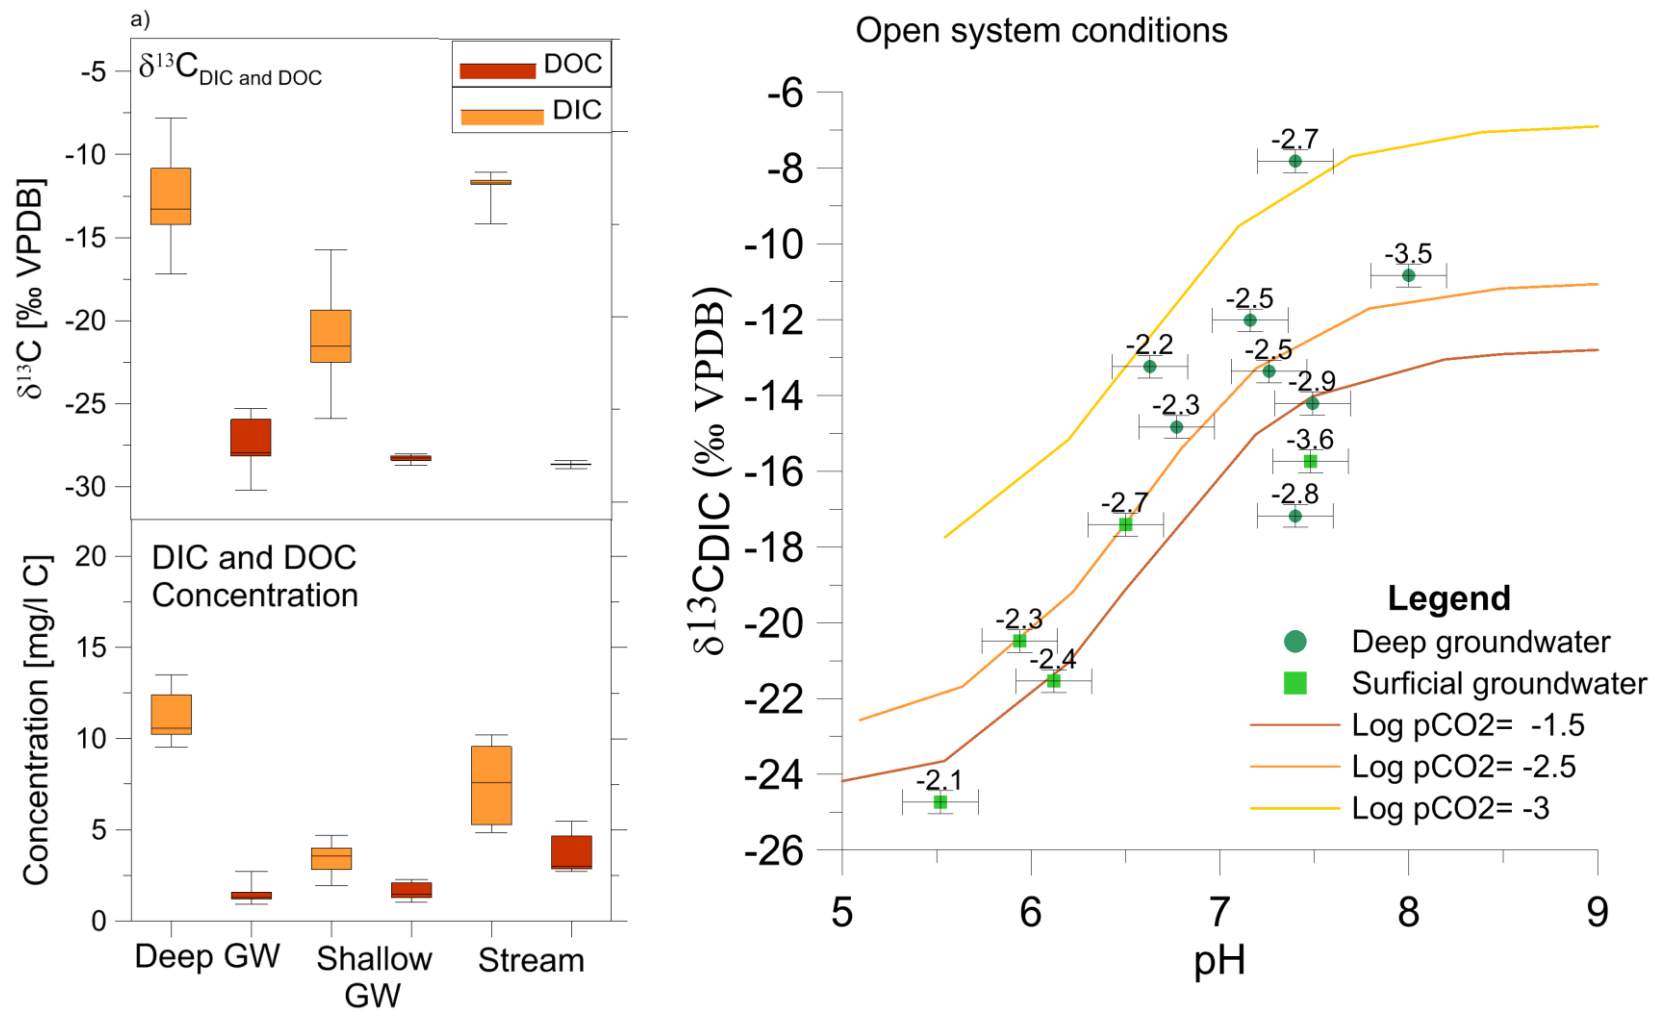 a)
δ¹³C DIC and DOC
DOC
DIC
-5
-10
-15
-20
-25
-30
δ¹³C [‰ VPDB]
DIC and DOC
Concentration
20
15
10
5
0
Concentration [mg/l C]
Deep GW
Shallow
GW
Stream
Open system conditions
-6
-8
-10
-12
-14
-16
-18
-20
-22
-24
-26
δ13CDIC (‰ VPDB)
-2.7
-3.5
-2.5
-2.2
-2.5
-2.9
-2.3
-3.6
-2.8
-2.7
-2.3
-2.4
-2.1
Legend
Deep groundwater
Surficial groundwater
Log pCO2= -1.5
Log pCO2= -2.5
Log pCO2= -3
5 6 7 8 9
pH